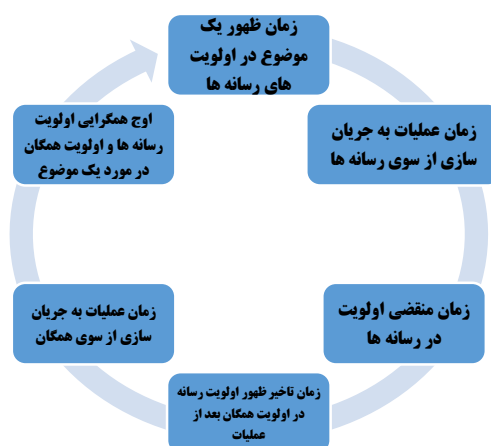 زمان ظهور یک
موضوع در اولویت
های رسانه ها
زمان عملیات به جریان
سازی از سوی رسانه ها
زمان منقضی اولویت
در رسانه ها
زمان تاخیر ظهور اولویت رسانه
در اولویت همگان بعد از
عملیات
زمان عملیات به جریان
سازی از سوی همگان
اوج همگرایی اولویت
رسانه ها و اولویت همگان
در مورد یک موضوع